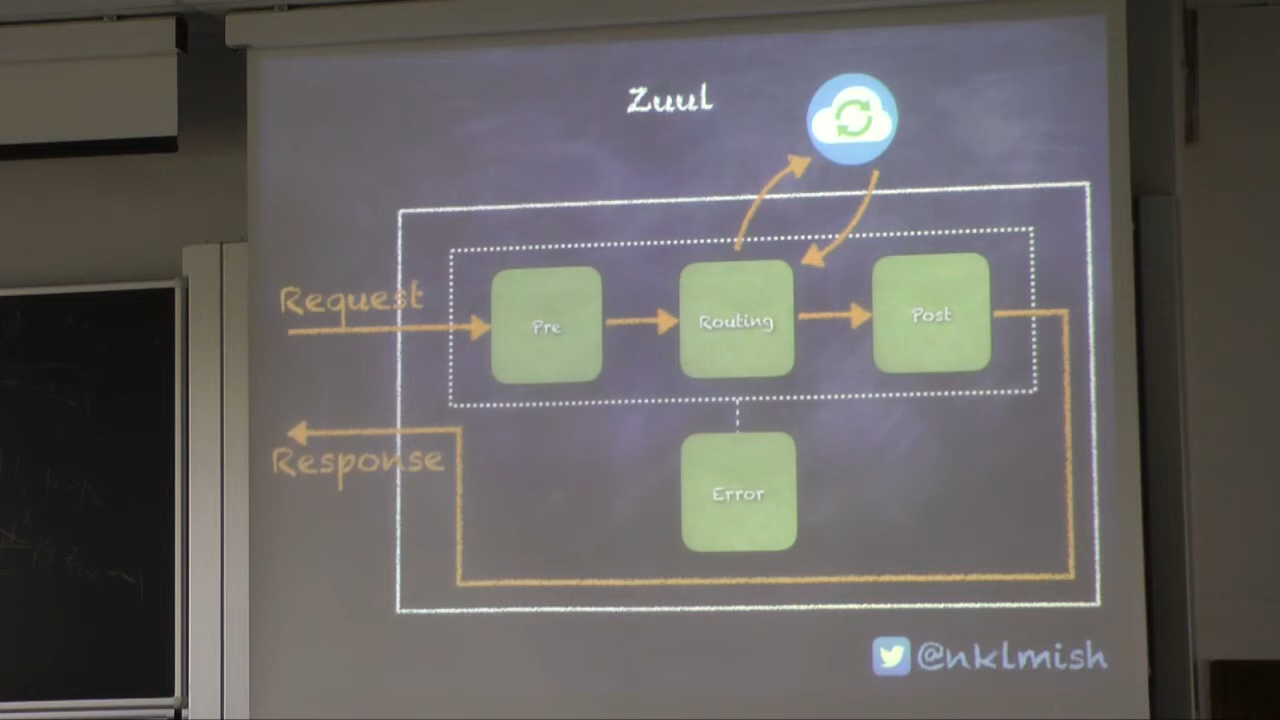 Zuul
Request
Pre
Routing
Post
Response
Error
@nklmish